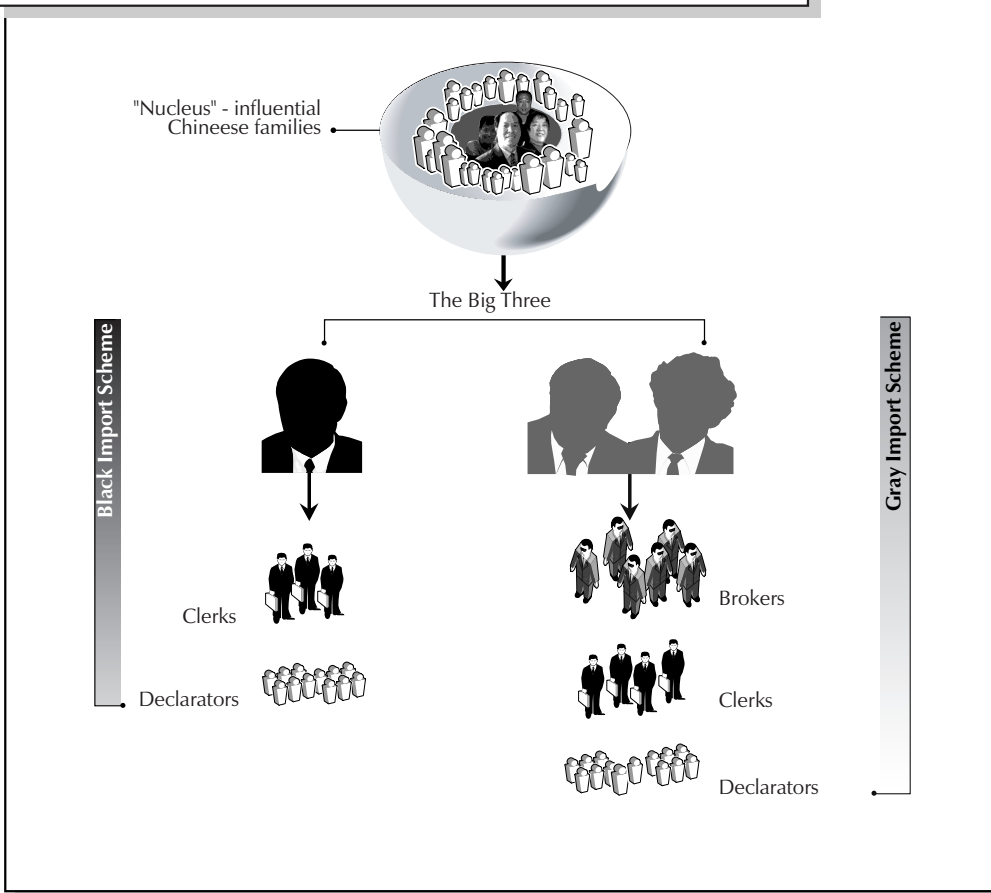 "Nucleus" - influential
Chineese families
The Big Three
Black Import Scheme
Gray Import Scheme
Clerks
Declarators
Brokers
Clerks
Declarators